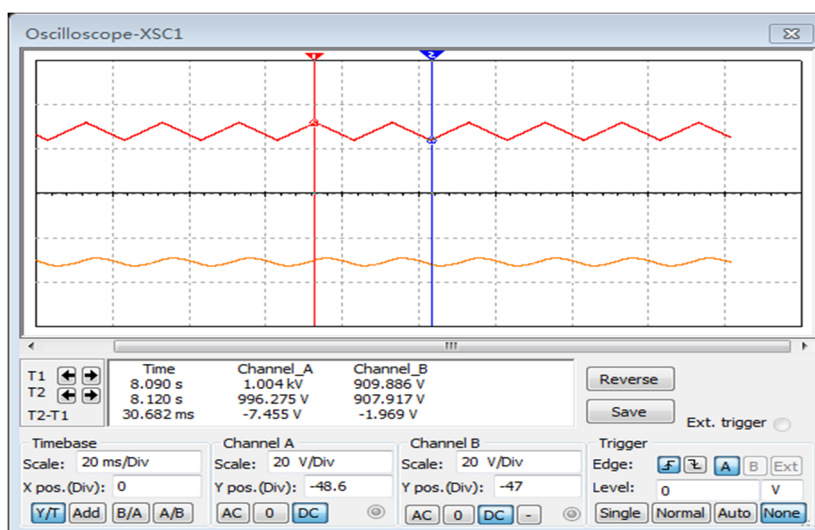 Oscilloscope-XSC1
1 2
T1
T2
T2-T1
Time Channel_A Channel_B
8.090 s 1.004 kV 909.886 V
8.120 s 996.275 V 907.917 V
30.682 ms -7.455 V -1.969 V
Reverse
Save
Ext. trigger
Timebase
Scale: 20 ms/Div
X pos.(Div): 0
Y/T Add B/A A/B
Channel A
Scale: 20 V/Div
Y pos.(Div): -48.6
AC 0 DC
Channel B
Scale: 20 V/Div
Y pos.(Div): -47
AC 0 DC -
Trigger
Edge: A B Ext
Level: 0 V
Single Normal Auto None